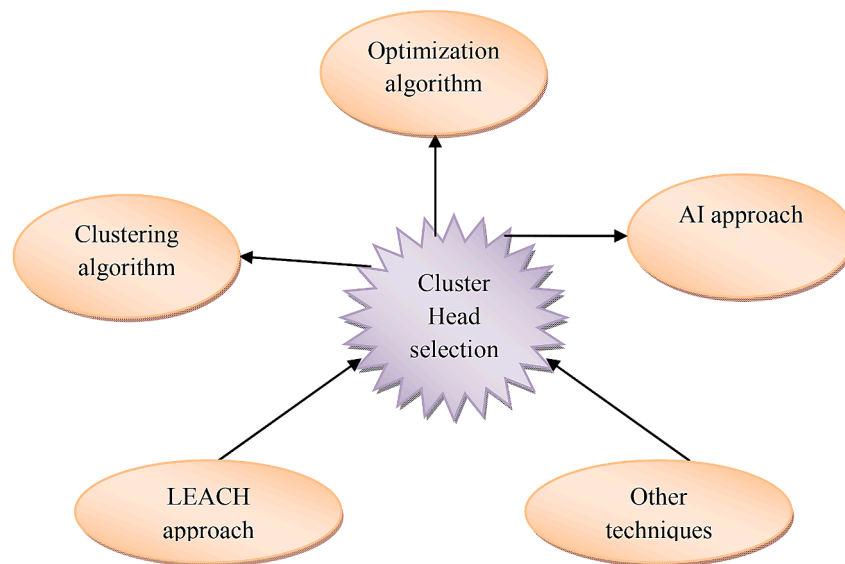 Optimization
algorithm
AI approach
Clustering
algorithm
Cluster
Head
selection
LEACH
approach
Other
techniques